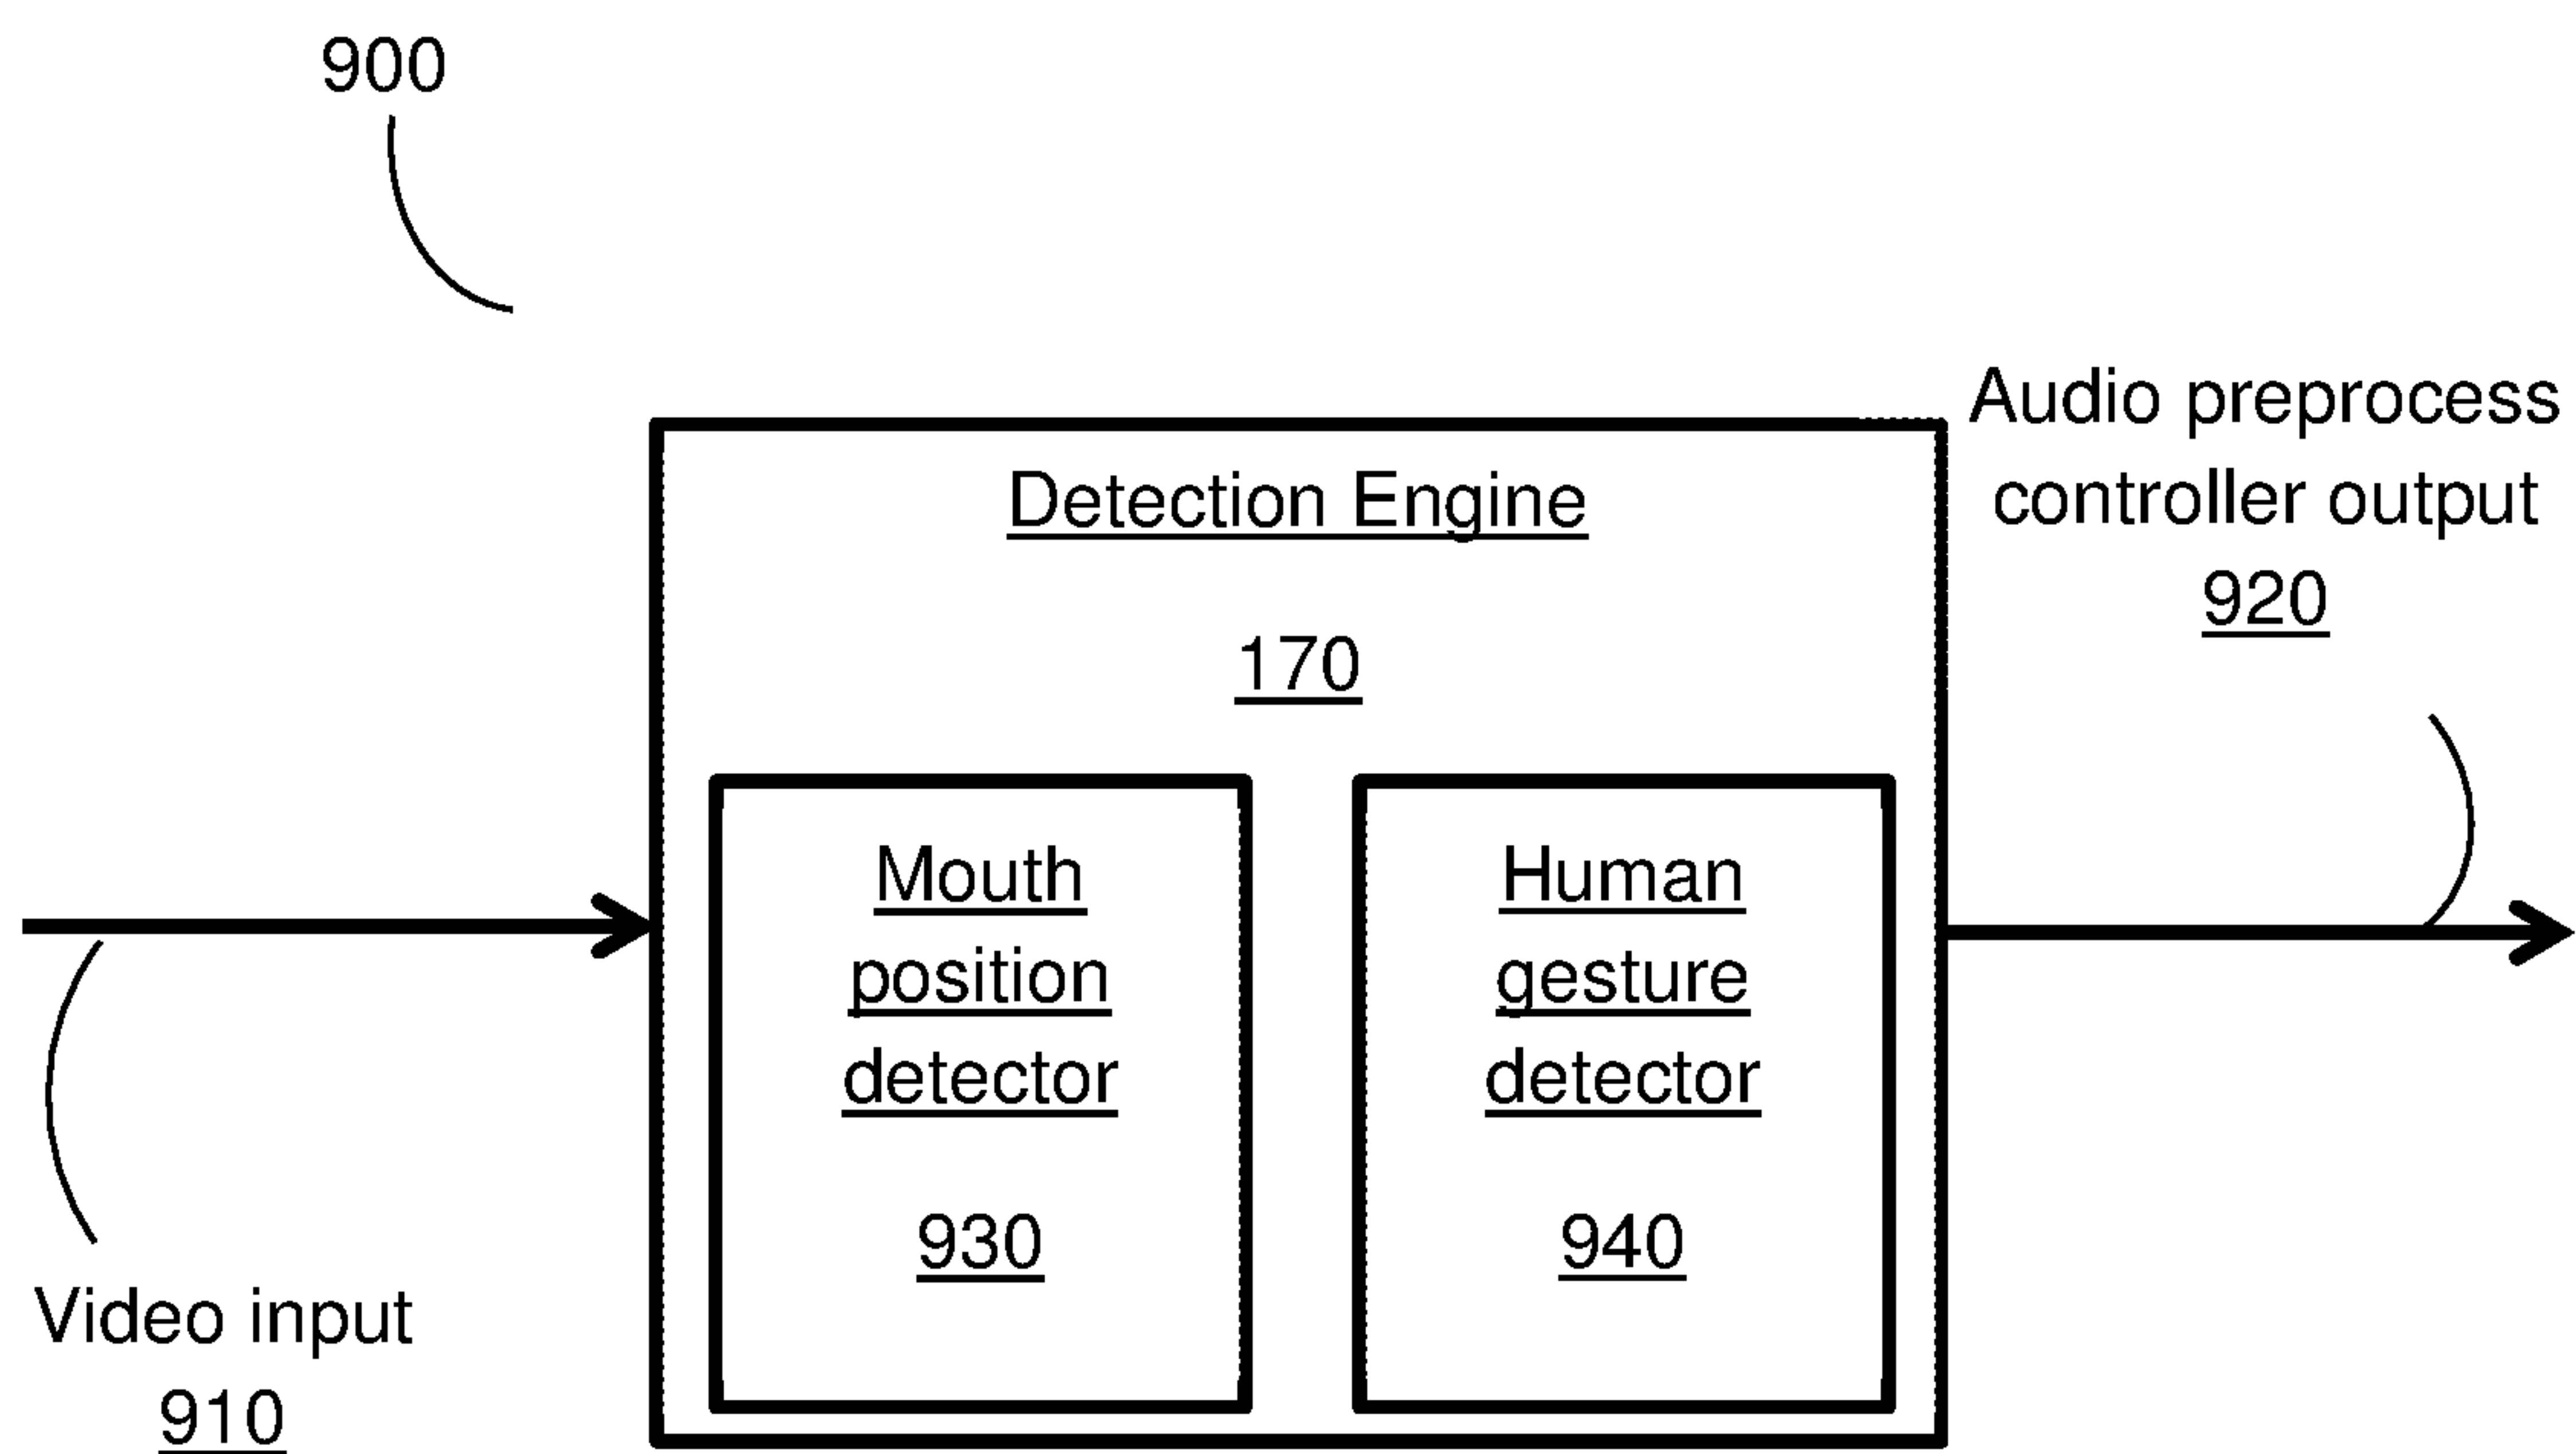 900
Audio preprocess
controller output
920
Detection Engine
170
Mouth
position
detector
930
Human
gesture
detector
940
Video input
910